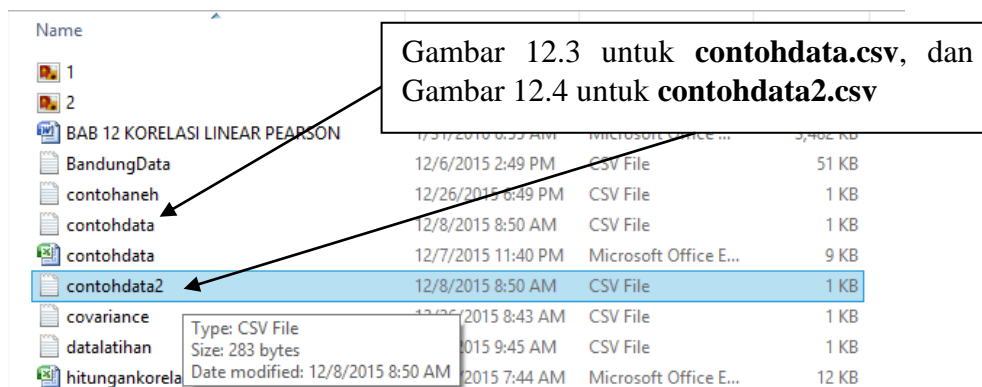 Name
Gambar 12.3 untuk contohdata.csv, dan
Gambar 12.4 untuk contohdata2.csv
1
2
BAB 12 KORELASI LINEAR PEARSON
BandungData 12/6/2015 2:49 PM CSV File 51 KB
contohaneh 12/26/2015 6:49 PM CSV File 1 KB
contohdata 12/8/2015 8:50 AM CSV File 1 KB
contohdata 12/7/2015 11:40 PM Microsoft Office E... 9 KB
contohdata2 12/8/2015 8:50 AM CSV File 1 KB
covariance /2015 8:43 AM CSV File 1 KB
datalatihan 2015 9:45 AM CSV File 1 KB
hitungankorela /2015 7:44 AM Microsoft Office E... 12 KB
Type: CSV File
Size: 283 bytes
Date modified: 12/8/2015 8:50 AM